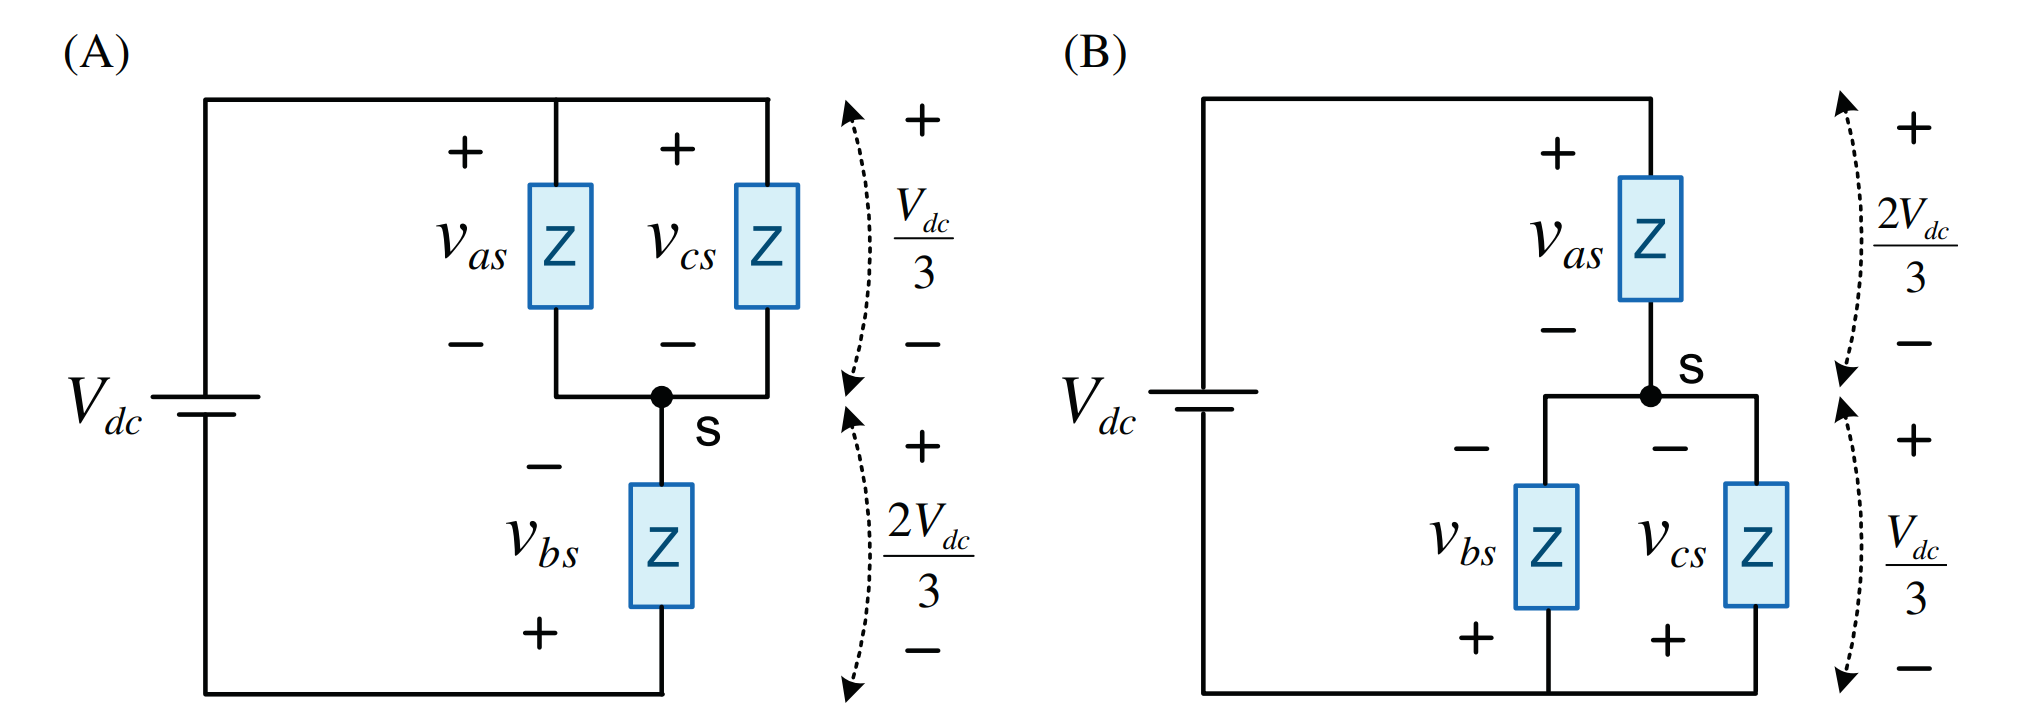 (A)
+ + +
v_as Z v_cs Z V_dc/3
− − −
V_dc
s
− +
v_bs Z 2V_dc/3
+ −
(B)
+ +
v_as Z 2V_dc/3
− −
s
V_dc
− − +
v_bs Z v_cs Z V_dc/3
+ + −